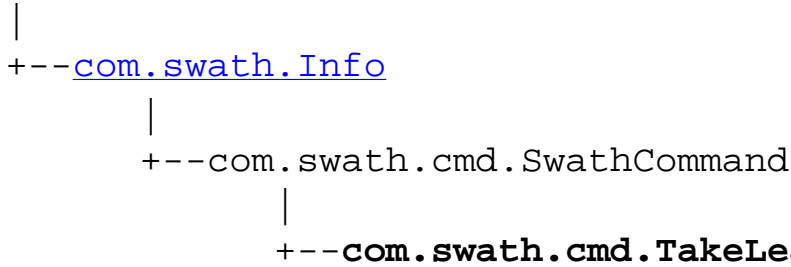 |
+--com.swath.Info
|
+--com.swath.cmd.SwathCommand
|
+--com.swath.cmd.TakeLe